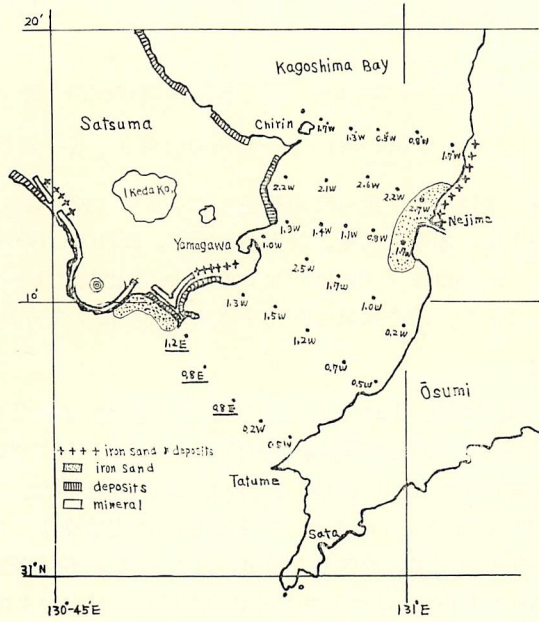 20'
Kagoshima Bay
Satsuma
Chirin
1.7W
1.3W
0.8W
0.8W
1.7W
Ikeda Ko.
2.2W
2.1W
2.6W
2.2W
2.7W
Nejime
1.3W
1.4W
1.1W
0.9W
1.7W
Yamagawa
1.0W
2.5W
1.7W
10'
1.3W
1.5W
1.0W
1.2E
1.2W
0.2W
0.8E
0.7W
0.5W
Ōsumi
0.8E
0.2W
0.5W
++++ iron sand & deposits
iron sand
deposits
mineral
Tatume
Sata
31°N
130-45'E
131°E